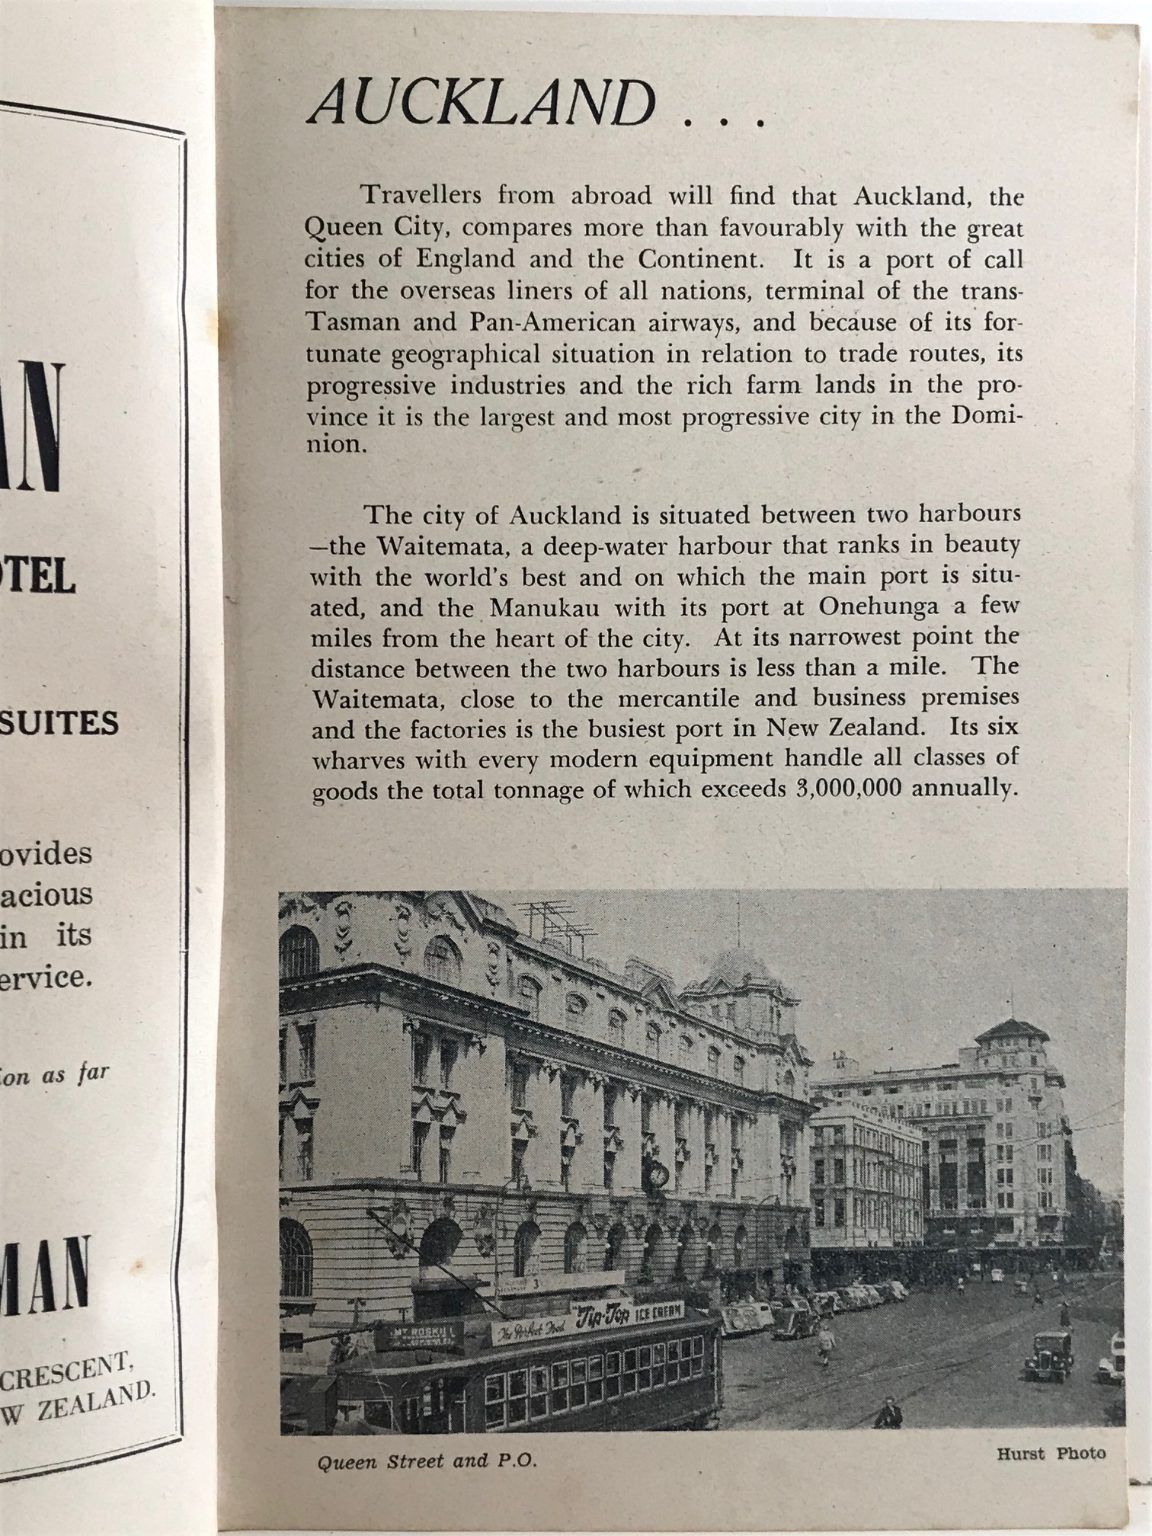 AN
OTEL
SUITES
ovides
acious
in its
ervice.
ion as far
MAN
CRESCENT,
W ZEALAND.
AUCKLAND . . .
Travellers from abroad will find that Auckland, the
Queen City, compares more than favourably with the great
cities of England and the Continent. It is a port of call
for the overseas liners of all nations, terminal of the trans-
Tasman and Pan-American airways, and because of its for-
tunate geographical situation in relation to trade routes, its
progressive industries and the rich farm lands in the pro-
vince it is the largest and most progressive city in the Domi-
nion.
The city of Auckland is situated between two harbours
—the Waitemata, a deep-water harbour that ranks in beauty
with the world's best and on which the main port is situ-
ated, and the Manukau with its port at Onehunga a few
miles from the heart of the city. At its narrowest point the
distance between the two harbours is less than a mile. The
Waitemata, close to the mercantile and business premises
and the factories is the busiest port in New Zealand. Its six
wharves with every modern equipment handle all classes of
goods the total tonnage of which exceeds 3,000,000 annually.
3
MT ROSKILL
The Perfect Food Tip-Top ICE CREAM
Queen Street and P.O.
Hurst Photo